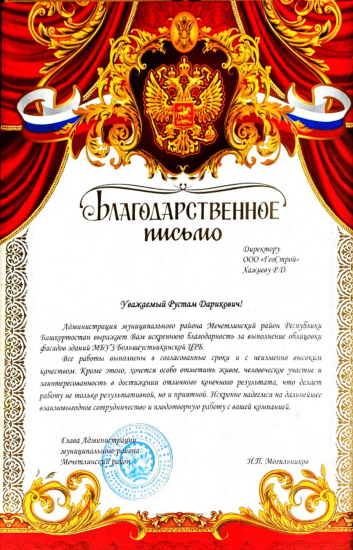 Благодарственное
письмо
Директору
ООО «ГеоСтрой»
Хажиеву Р.Д.
Уважаемый Рустам Дарикович!
Администрация муниципального района Мечетлинский район Республики
Башкортостан выражает Вам искреннюю благодарность за выполнение облицовки
фасадов зданий МБУЗ Большеустьикинской ЦРБ.
Все работы выполнены в согласованные сроки и с неизменно высоким
качеством. Кроме этого, хочется особо отметить живое, человеческое участие и
заинтересованность в достижении отличного конечного результата, что делает
работу не только результативной, но и приятной. Искренне надеемся на дальнейшее
взаимовыгодное сотрудничество и плодотворную работу с вашей компанией.
Глава Администрации
муниципального района
Мечетлинский район
Н.П. Могильников